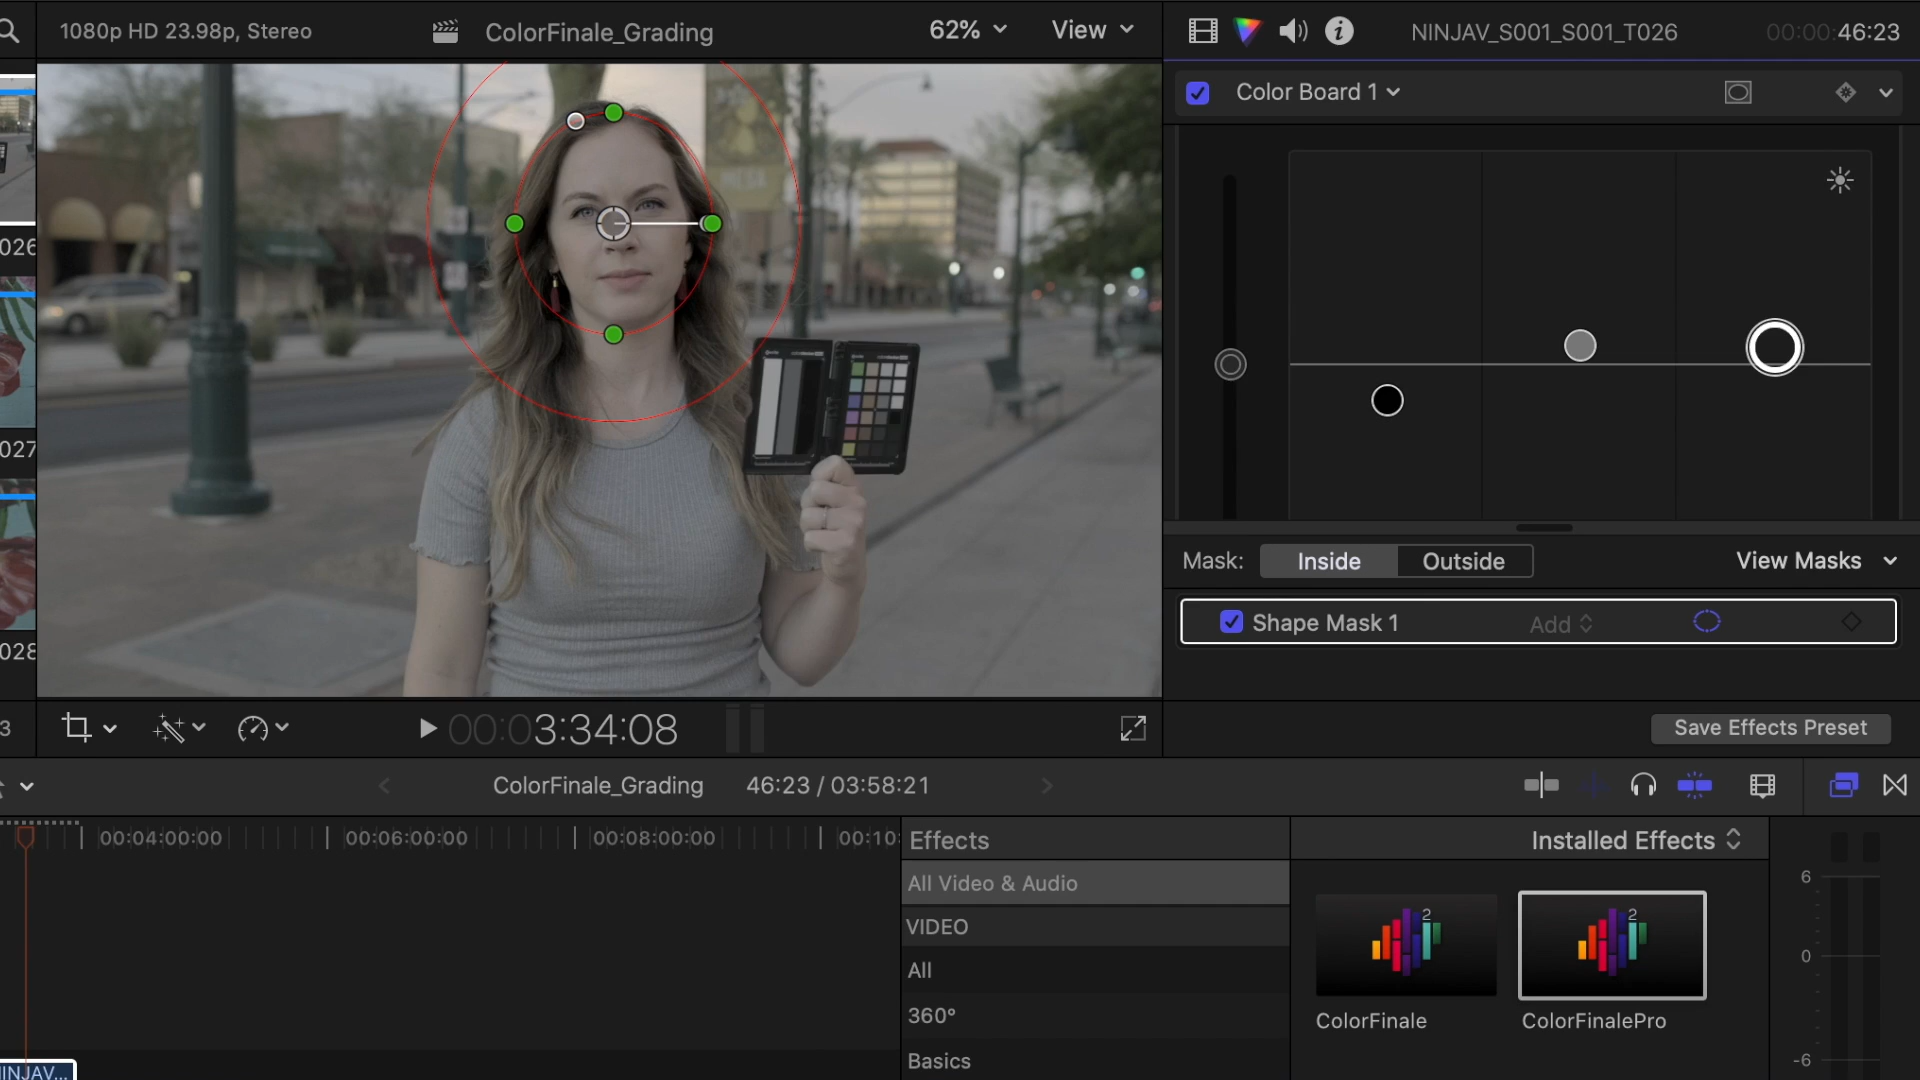 1080p HD 23.98p, Stereo
ColorFinale_Grading
62%
View
NINJAV_S001_S001_T026
00:00:46:23
Color Board 1
026
027
028
Mask:
Inside
Outside
View Masks
Shape Mask 1
Add
3
00:03:34:08
Save Effects Preset
ColorFinale_Grading
46:23 / 03:58:21
00:04:00:00
00:06:00:00
00:08:00:00
00:10:
Effects
Installed Effects
All Video & Audio
VIDEO
All
360°
Basics
2
2
ColorFinale
ColorFinalePro
6
0
-6
NINJAV...